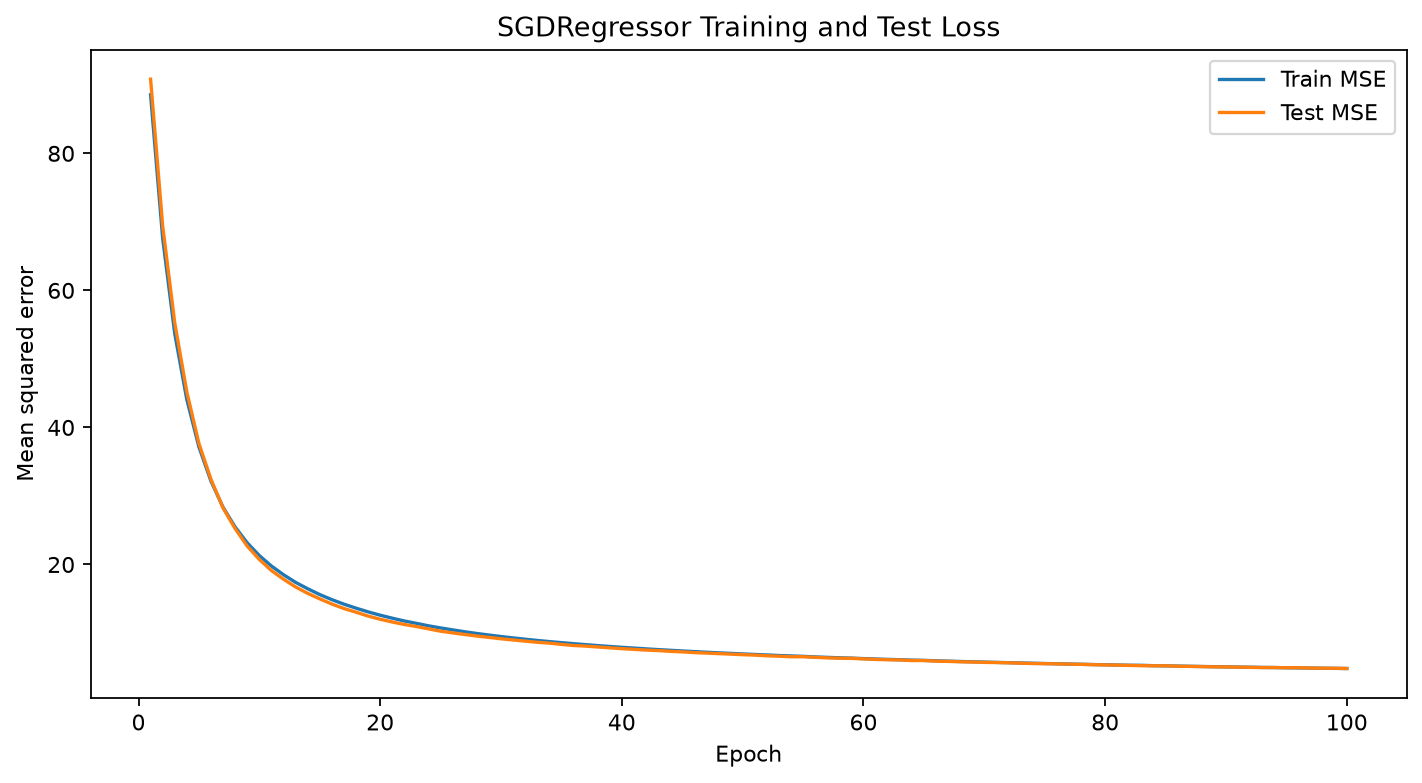 SGDRegressor Training and Test Loss
Train MSE
Test MSE
Mean squared error
80
60
40
20
0 20 40 60 80 100
Epoch